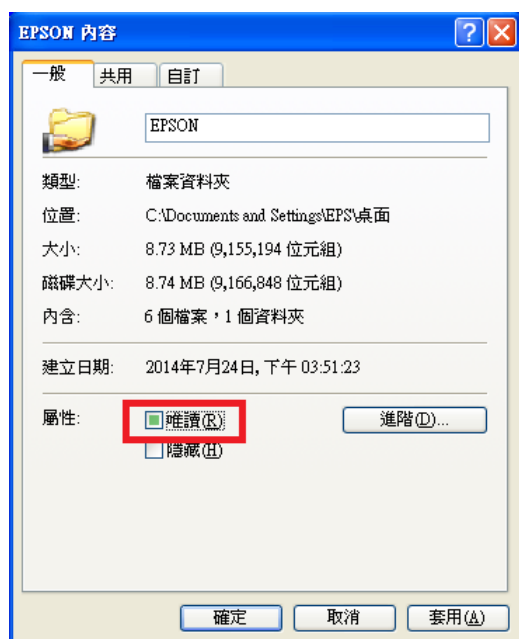 EPSON 內容
一般 共用 自訂
EPSON
類型: 檔案資料夾
位置: C:\Documents and Settings\EPS\桌面
大小: 8.73 MB (9,155,194 位元組)
磁碟大小: 8.74 MB (9,166,848 位元組)
內含: 6 個檔案，1 個資料夾
建立日期: 2014年7月24日, 下午 03:51:23
屬性: 唯讀(R) 進階(D)...
隱藏(H)
確定 取消 套用(A)